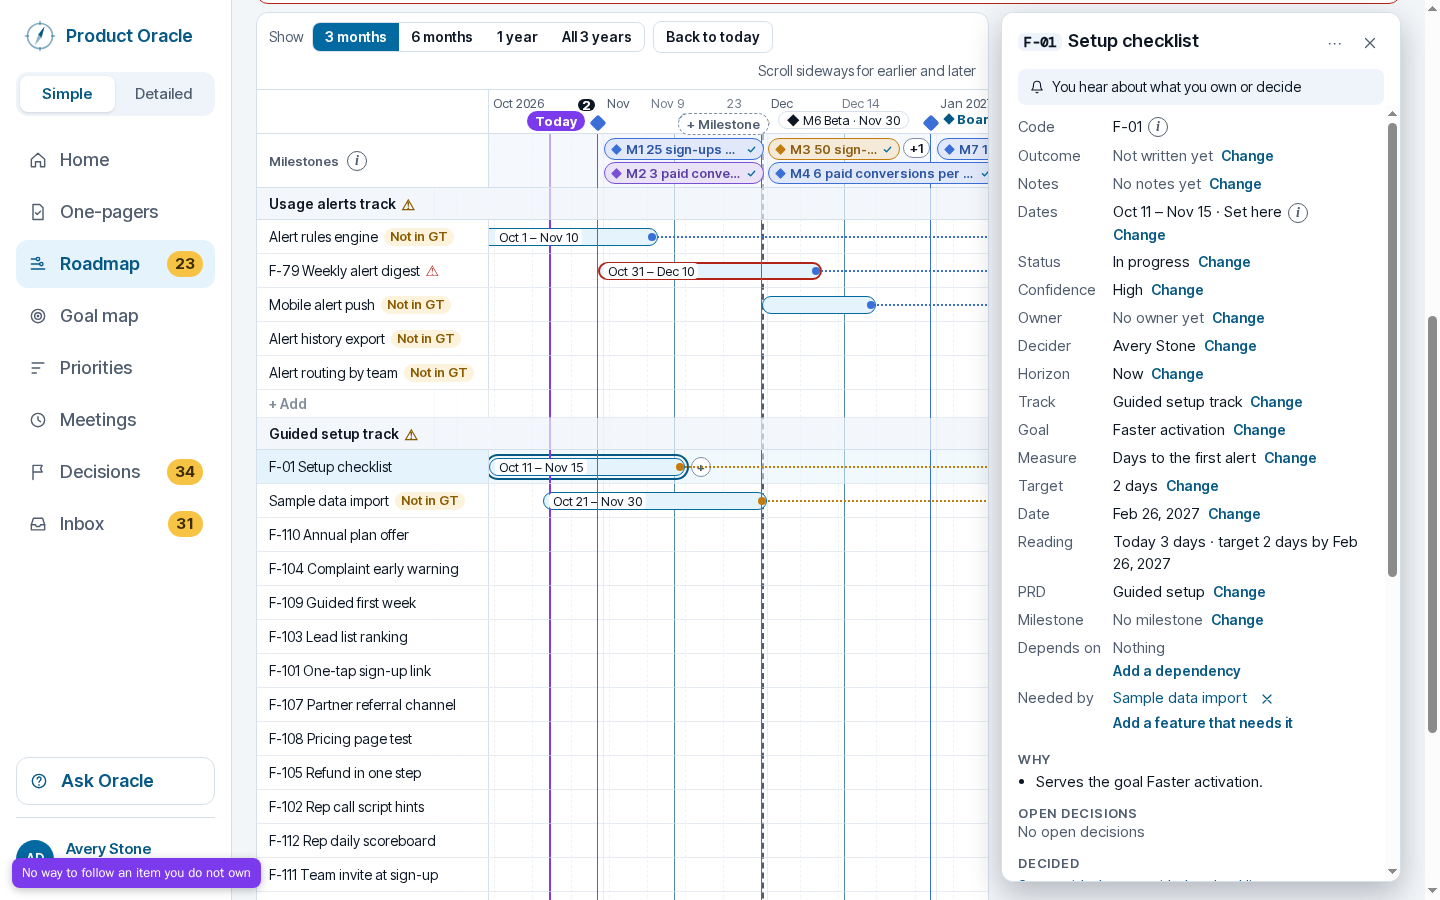 Product Oracle
Simple
Detailed
Home
One-pagers
Roadmap 23
Goal map
Priorities
Meetings
Decisions 34
Inbox 31
Ask Oracle
Avery Stone
No way to follow an item you do not own
Show 3 months 6 months 1 year All 3 years Back to today
Scroll sideways for earlier and later
Oct 2026 2 Nov Nov 9 23 Dec Dec 14 Jan 2027
Today + Milestone M6 Beta · Nov 30 Boar
Milestones i
M1 25 sign-ups ... M3 50 sign-... +1 M7 1
M2 3 paid conve... M4 6 paid conversions per ...
Usage alerts track
Alert rules engine Not in GT Oct 1 – Nov 10
F-79 Weekly alert digest Oct 31 – Dec 10
Mobile alert push Not in GT
Alert history export Not in GT
Alert routing by team Not in GT
+ Add
Guided setup track
F-01 Setup checklist Oct 11 – Nov 15 +
Sample data import Not in GT Oct 21 – Nov 30
F-110 Annual plan offer
F-104 Complaint early warning
F-109 Guided first week
F-103 Lead list ranking
F-101 One-tap sign-up link
F-107 Partner referral channel
F-108 Pricing page test
F-105 Refund in one step
F-102 Rep call script hints
F-112 Rep daily scoreboard
F-111 Team invite at sign-up
F-01 Setup checklist ...
You hear about what you own or decide
Code F-01 i
Outcome Not written yet Change
Notes No notes yet Change
Dates Oct 11 – Nov 15 · Set here i
Change
Status In progress Change
Confidence High Change
Owner No owner yet Change
Decider Avery Stone Change
Horizon Now Change
Track Guided setup track Change
Goal Faster activation Change
Measure Days to the first alert Change
Target 2 days Change
Date Feb 26, 2027 Change
Reading Today 3 days · target 2 days by Feb
26, 2027
PRD Guided setup Change
Milestone No milestone Change
Depends on Nothing
Add a dependency
Needed by Sample data import
Add a feature that needs it
WHY
• Serves the goal Faster activation.
OPEN DECISIONS
No open decisions
DECIDED